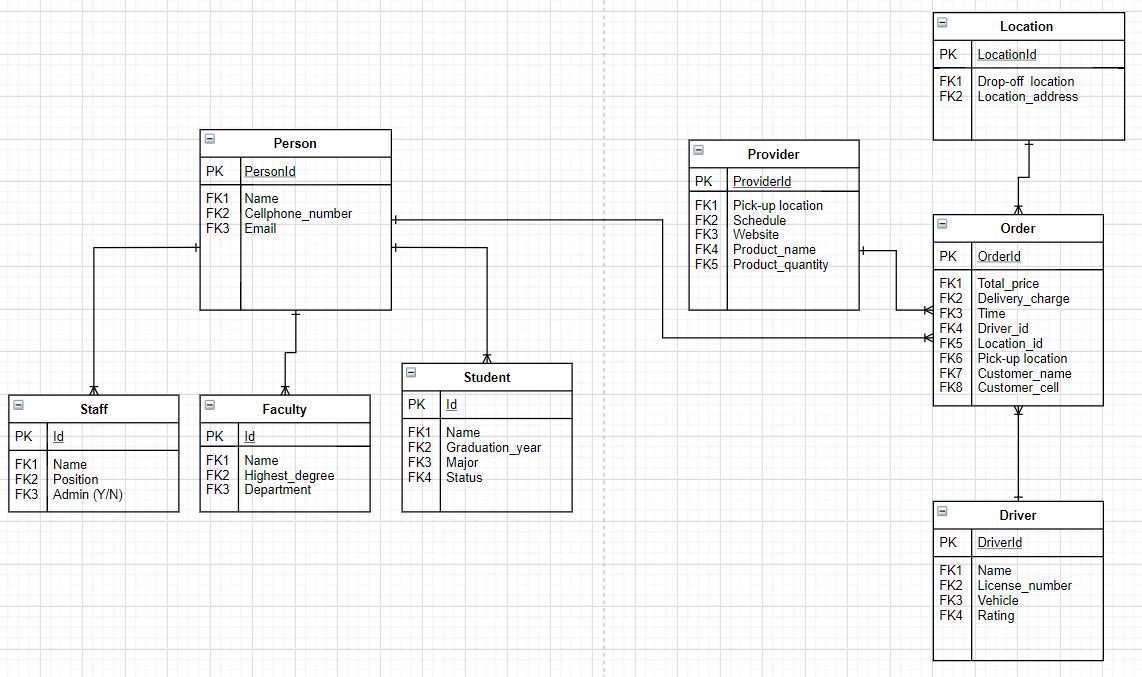 Location
PK LocationId
FK1 Drop-off location
FK2 Location_address
Person
PK PersonId
FK1 Name
FK2 Cellphone_number
FK3 Email
Provider
PK ProviderId
FK1 Pick-up location
FK2 Schedule
FK3 Website
FK4 Product_name
FK5 Product_quantity
Order
PK OrderId
FK1 Total_price
FK2 Delivery_charge
FK3 Time
FK4 Driver_id
FK5 Location_id
FK6 Pick-up location
FK7 Customer_name
FK8 Customer_cell
Staff
PK Id
FK1 Name
FK2 Position
FK3 Admin (Y/N)
Faculty
PK Id
FK1 Name
FK2 Highest_degree
FK3 Department
Student
PK Id
FK1 Name
FK2 Graduation_year
FK3 Major
FK4 Status
Driver
PK DriverId
FK1 Name
FK2 License_number
FK3 Vehicle
FK4 Rating